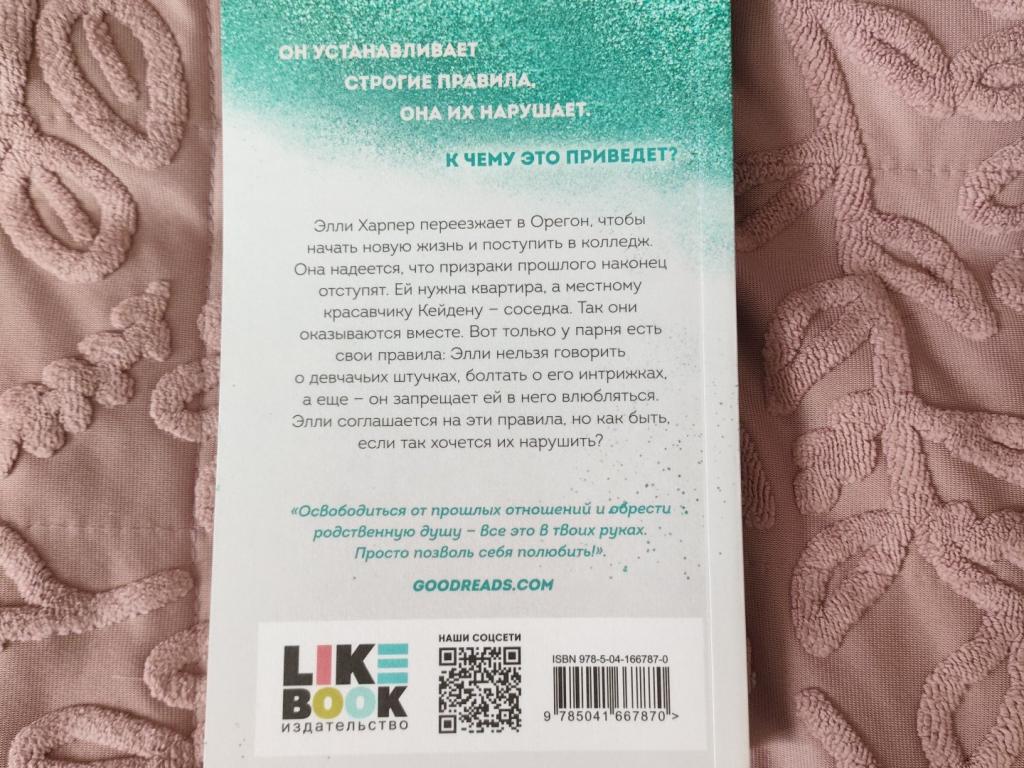 ОН УСТАНАВЛИВАЕТ
СТРОГИЕ ПРАВИЛА,
ОНА ИХ НАРУШАЕТ.
К ЧЕМУ ЭТО ПРИВЕДЕТ?
Элли Харпер переезжает в Орегон, чтобы
начать новую жизнь и поступить в колледж.
Она надеется, что призраки прошлого наконец
отступят. Ей нужна квартира, а местному
красавчику Кейдену – соседка. Так они
оказываются вместе. Вот только у парня есть
свои правила: Элли нельзя говорить
о девчачьих штучках, болтать о его интрижках,
а еще – он запрещает ей в него влюбляться.
Элли соглашается на эти правила, но как быть,
если так хочется их нарушить?
«Освободиться от прошлых отношений и обрести
родственную душу – все это в твоих руках.
Просто позволь себя полюбить!».
GOODREADS.COM
LIKE
BOOK
ИЗДАТЕЛЬСТВО
НАШИ СОЦСЕТИ
ISBN 978-5-04-166787-0
9 785041 667870 >